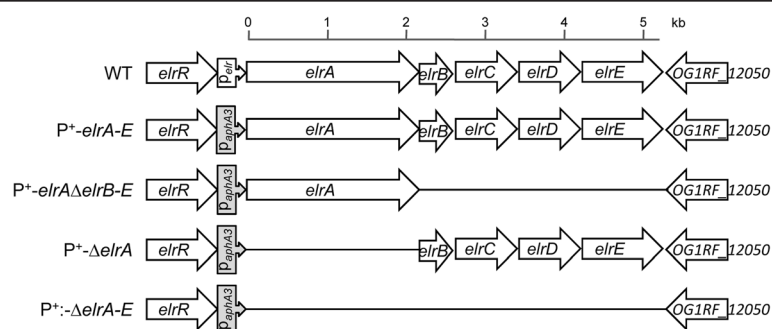 0 1 2 3 4 5 kb
WT elrR pelr elrA elrB elrC elrD elrE OG1RF_12050
P+-elrA-E elrR paphA3 elrA elrB elrC elrD elrE OG1RF_12050
P+-elrAΔelrB-E elrR paphA3 elrA OG1RF_12050
P+-ΔelrA elrR paphA3 elrB elrC elrD elrE OG1RF_12050
P+:-ΔelrA-E elrR paphA3 OG1RF_12050